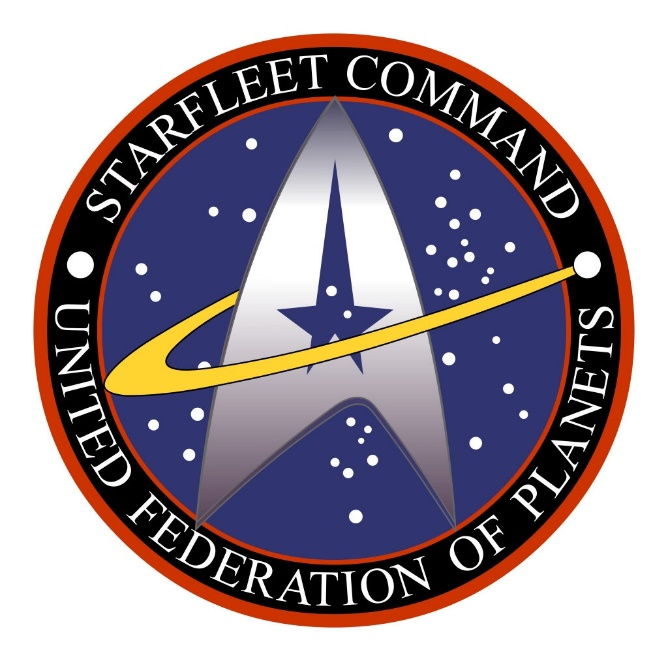 STARFLEET COMMAND
UNITED FEDERATION OF PLANETS